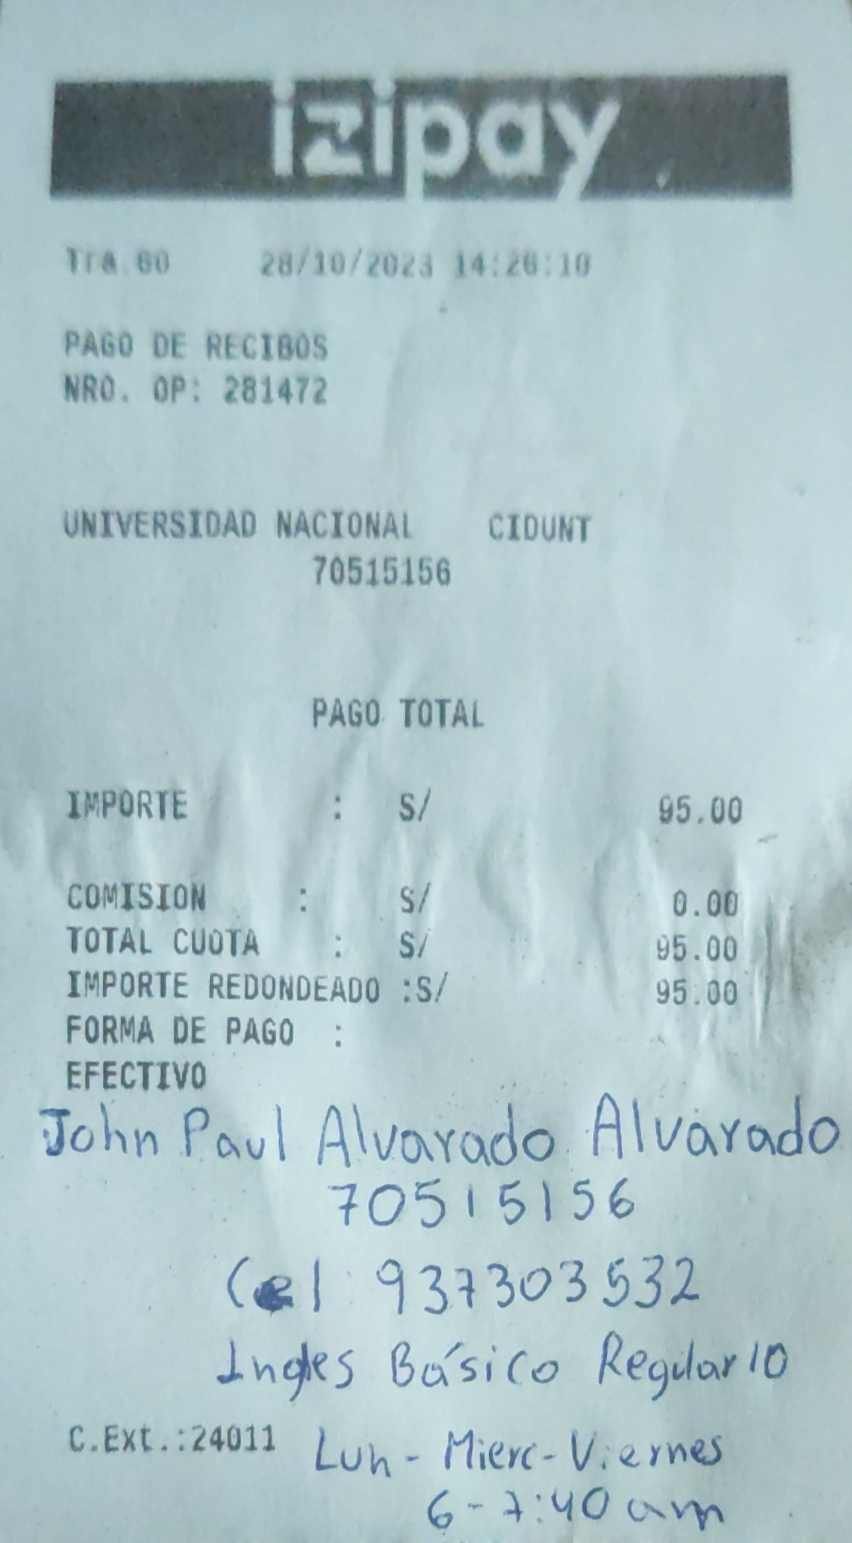 izipay
Tra 60 28/10/2023 14:26:10
PAGO DE RECIBOS
NRO. OP: 281472
UNIVERSIDAD NACIONAL CIDUNT
70515156
PAGO TOTAL
IMPORTE : S/ 95.00
COMISION : S/ 0.00
TOTAL CUOTA : S/ 95.00
IMPORTE REDONDEADO :S/ 95.00
FORMA DE PAGO :
EFECTIVO
John Paul Alvarado Alvarado
70515156
Cel 937303532
Ingles Básico Regular 10
C.Ext.:24011 Lun - Mierc - Viernes
6 - 7:40 am